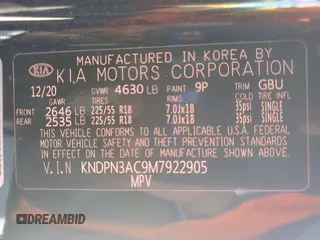 MANUFACTURED IN KOREA BY
KIA KIA MOTORS CORPORATION
12/20 GVWR 4630 LB PAINT 9P TRIM GBU
GAWR TYRES RIMS COLD TIRE INFL
FRONT 2646 LB 225/55 R18 7.0Jx18 35psi SINGLE
REAR 2535 LB 225/55 R18 7.0Jx18 35psi SINGLE
THIS VEHICLE CONFORMS TO ALL APPLICABLE U.S.
FEDERAL MOTOR VEHICLE SAFETY AND THEFT PREVENTION
STANDARDS IN EFFECT ON THE DATE OF
MANUFACTURE SHOWN ABOVE.
V.I.N KNDPN3AC9M7922905
MPV
© DREAMBID
DREAMBID.COM